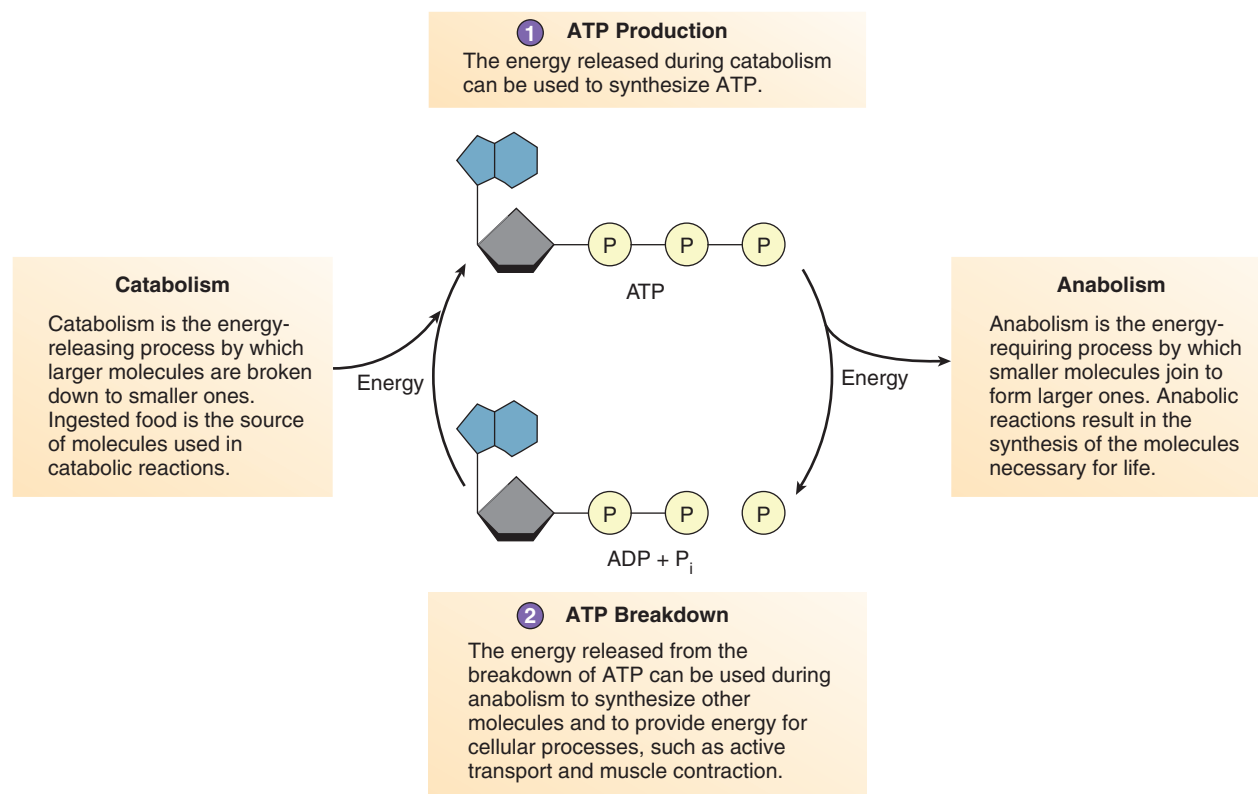 1 ATP Production
The energy released during catabolism
can be used to synthesize ATP.
P P P
ATP
Catabolism
Catabolism is the energy-
releasing process by which
larger molecules are broken
down to smaller ones.
Ingested food is the source
of molecules used in
catabolic reactions.
Energy
Energy
Anabolism
Anabolism is the energy-
requiring process by which
smaller molecules join to
form larger ones. Anabolic
reactions result in the
synthesis of the molecules
necessary for life.
P P P
ADP + Pi
2 ATP Breakdown
The energy released from the
breakdown of ATP can be used during
anabolism to synthesize other
molecules and to provide energy for
cellular processes, such as active
transport and muscle contraction.